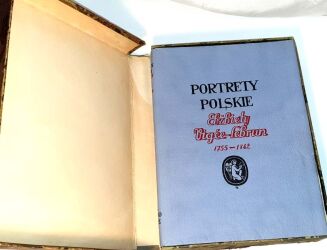 PORTRETY
POLSKIE
Elżbiety
Vigée-Lebrun
1755-1842